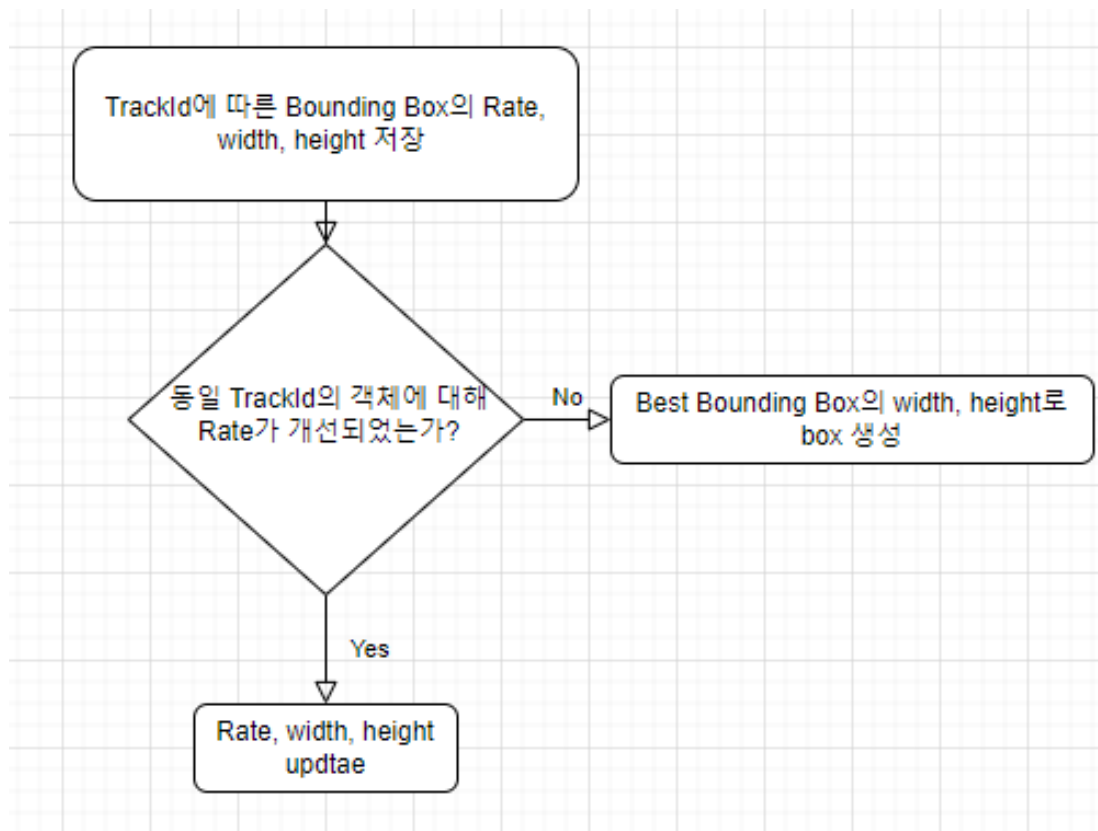 TrackId에 따른 Bounding Box의 Rate,
width, height 저장
동일 TrackId의 객체에 대해
Rate가 개선되었는가?
No
Best Bounding Box의 width, height로
box 생성
Yes
Rate, width, height
updtae